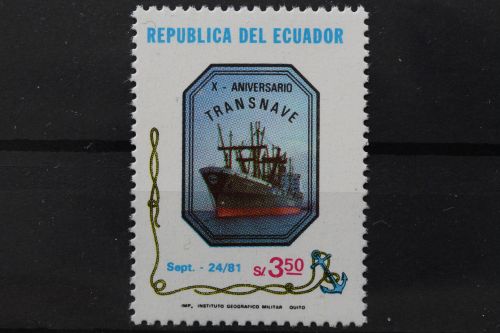 REPUBLICA DEL ECUADOR
X - ANIVERSARIO
TRANSNAVE
Sept. - 24/81
S/. 3.50
IMP. INSTITUTO GEOGRAFICO MILITAR QUITO